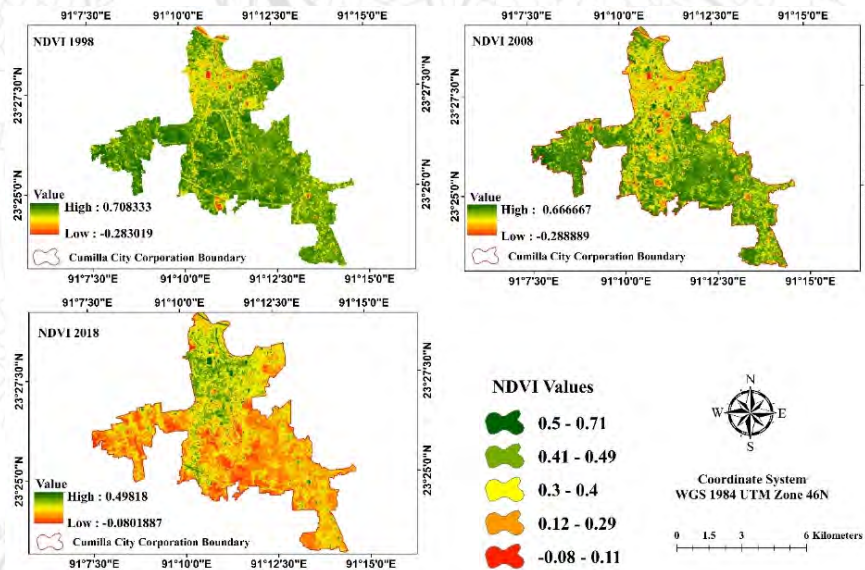 91°7'30"E 91°10'0"E 91°12'30"E 91°15'0"E
NDVI 1998
23°27'30"N
23°25'0"N
Value
High : 0.708333
Low : -0.283019
Cumilla City Corporation Boundary
91°7'30"E 91°10'0"E 91°12'30"E 91°15'0"E
91°7'30"E 91°10'0"E 91°12'30"E 91°15'0"E
NDVI 2008
23°27'30"N
23°25'0"N
Value
High : 0.666667
Low : -0.288889
Cumilla City Corporation Boundary
91°7'30"E 91°10'0"E 91°12'30"E 91°15'0"E
91°7'30"E 91°10'0"E 91°12'30"E 91°15'0"E
NDVI 2018
23°27'30"N
23°25'0"N
23°27'30"N
23°25'0"N
Value
High : 0.49818
Low : -0.0801887
Cumilla City Corporation Boundary
91°7'30"E 91°10'0"E 91°12'30"E 91°15'0"E
NDVI Values
0.5 - 0.71
0.41 - 0.49
0.3 - 0.4
0.12 - 0.29
-0.08 - 0.11
N
W E
S
Coordinate System
WGS 1984 UTM Zone 46N
0 1.5 3 6 Kilometers